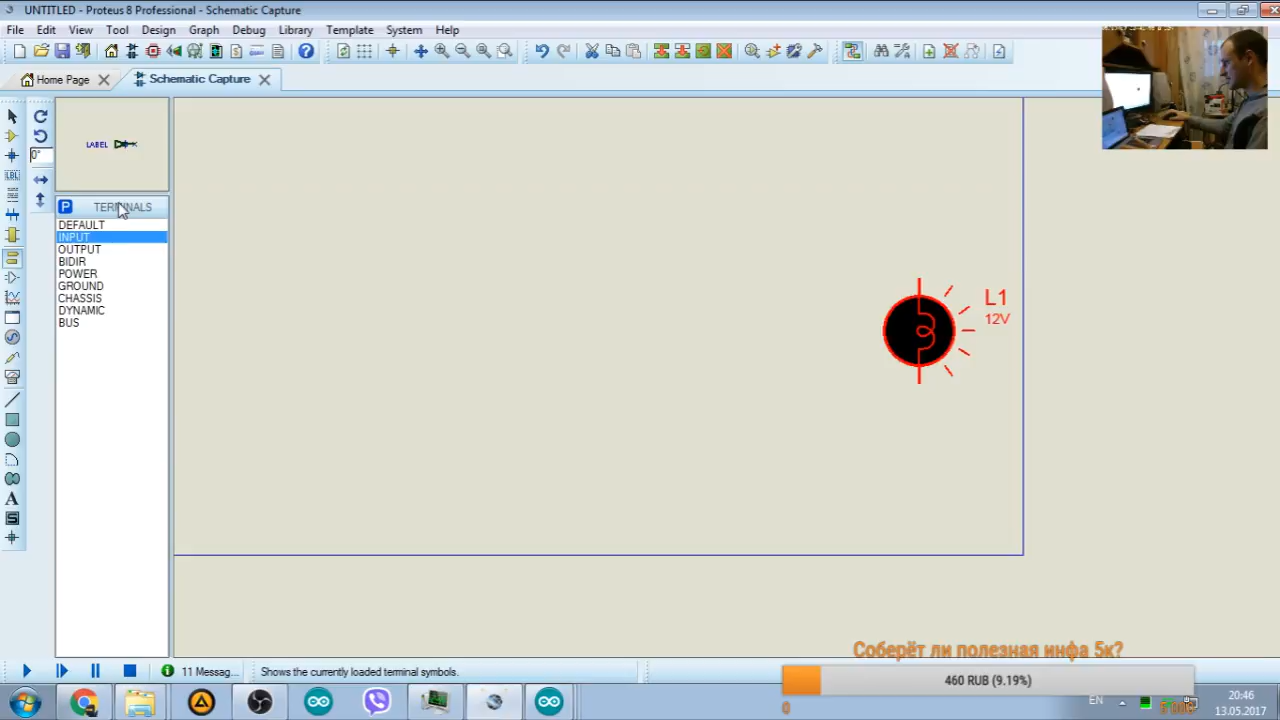 UNTITLED - Proteus 8 Professional - Schematic Capture
File Edit View Tool Design Graph Debug Library Template System Help
Home Page Schematic Capture
LBL
0°
LABEL
P TERMINALS
DEFAULT
INPUT
OUTPUT
BIDIR
POWER
GROUND
CHASSIS
DYNAMIC
BUS
A
S
L1
12V
11 Messag... Shows the currently loaded terminal symbols.
Соберёт ли полезная инфа 5к?
460 RUB (9.19%)
0
EN
20:46
13.05.2017